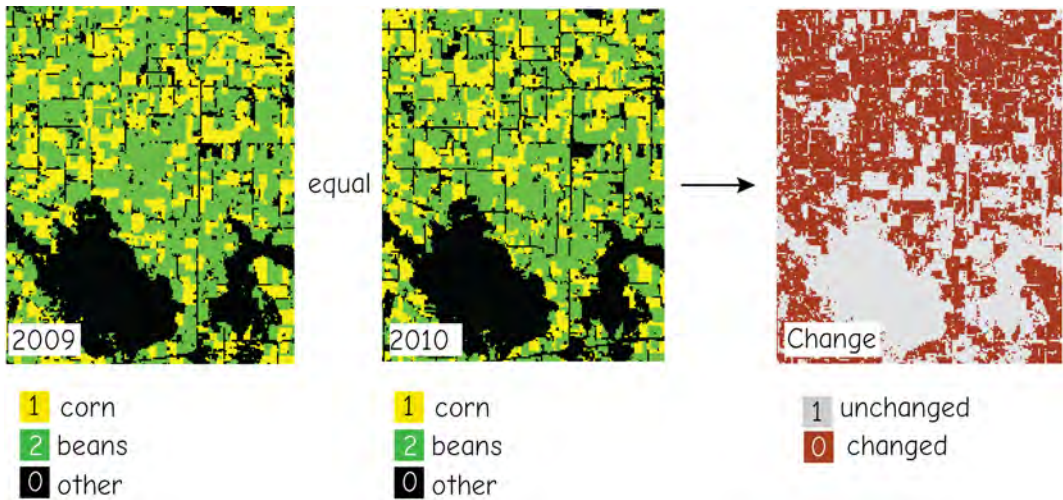 equal
2009
2010
Change
1 corn
2 beans
0 other
1 corn
2 beans
0 other
1 unchanged
0 changed